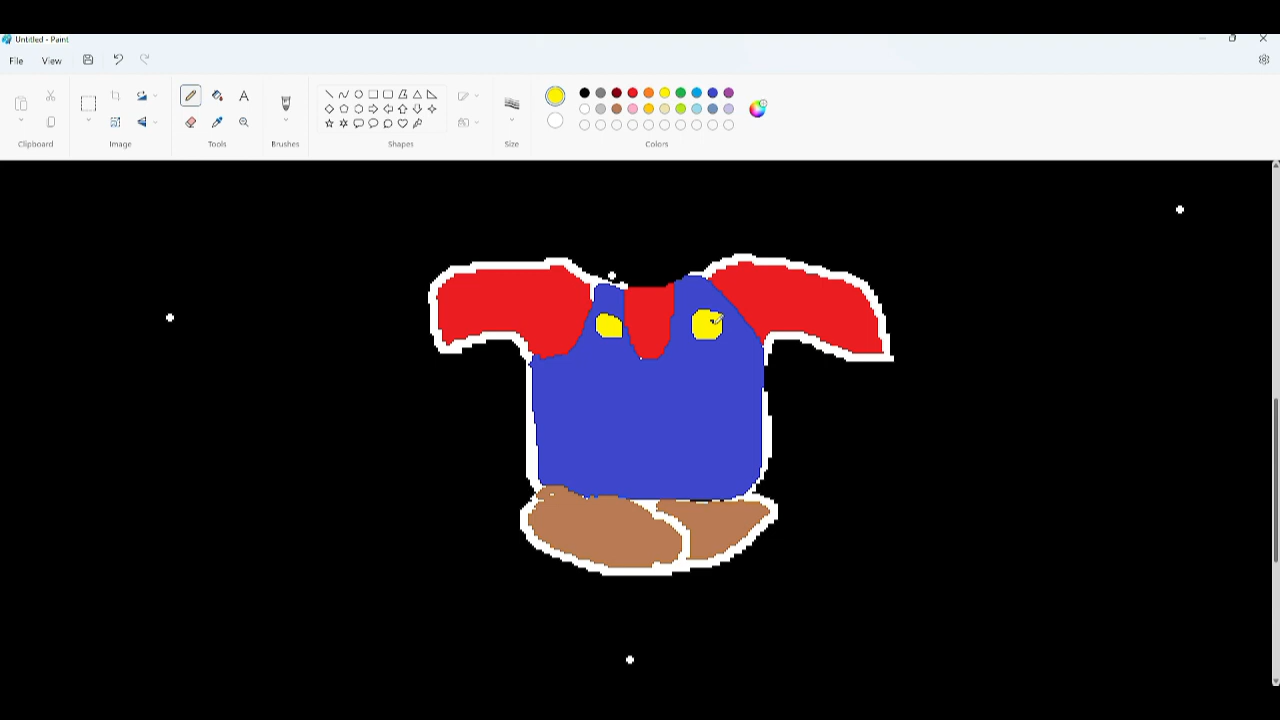 Untitled - Paint
File View
Clipboard Image Tools Brushes Shapes Size Colors